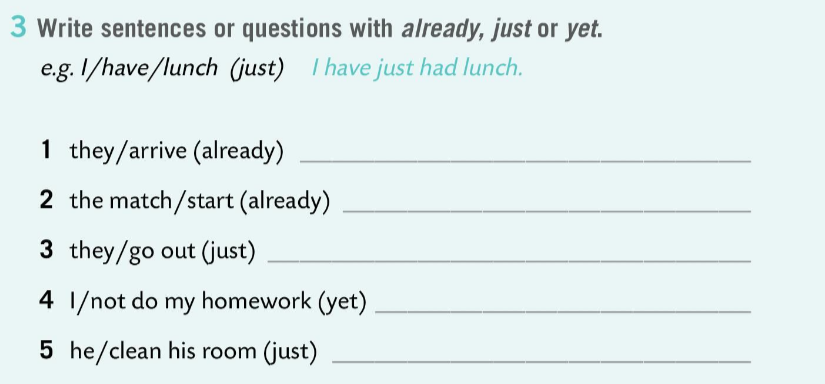 3 Write sentences or questions with already, just or yet.
e.g. I/have/lunch (just) I have just had lunch.
1 they/arrive (already)
2 the match/start (already)
3 they/go out (just)
4 I/not do my homework (yet)
5 he/clean his room (just)